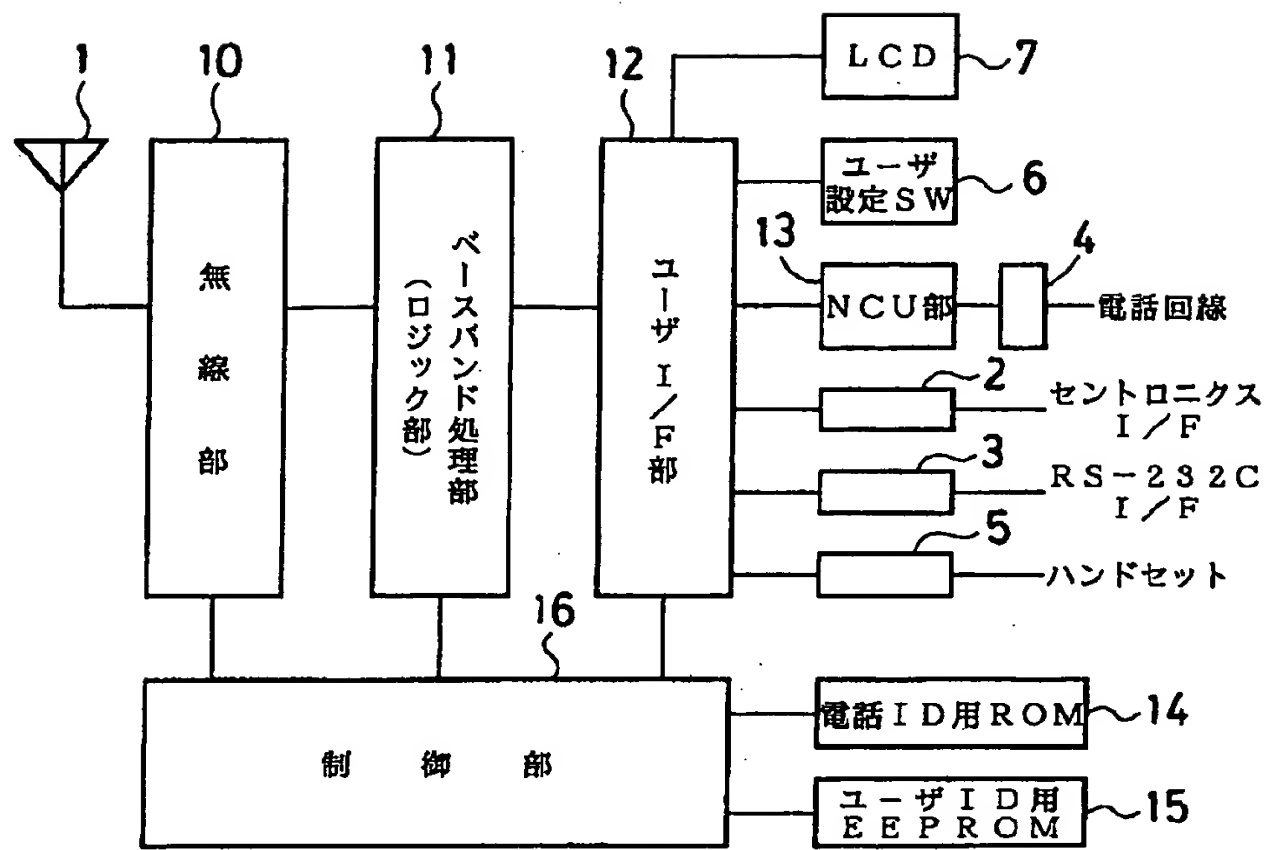 1
10
11
12
LCD
7
ユーザ
設定SW
6
13
NCU部
4
電話回線
無線部
ベースバンド処理部
(ロジック部)
ユーザI/F部
2
セントロニクス
I/F
3
RS-232C
I/F
5
ハンドセット
16
制御部
電話ID用ROM
14
ユーザID用
EEPROM
15